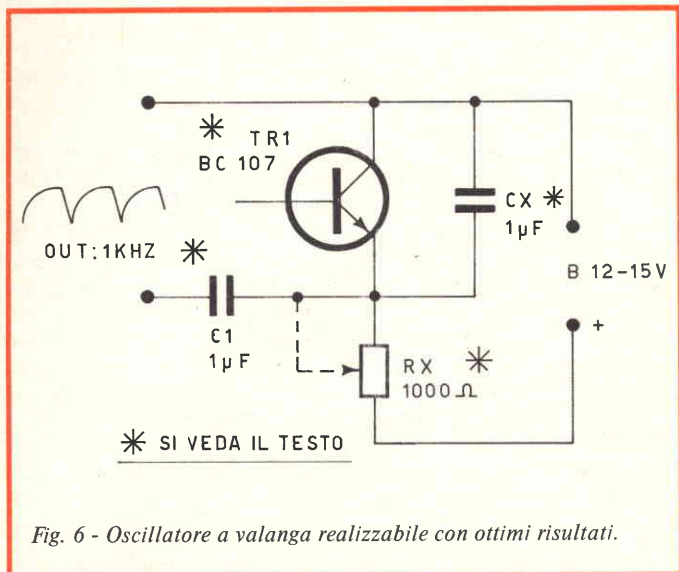 ✳ TR1
BC 107
CX ✳
1µF
OUT: 1KHZ ✳
B 12-15V
+
C1
1µF
RX ✳
1000 Ω
✳ SI VEDA IL TESTO
Fig. 6 - Oscillatore a valanga realizzabile con ottimi risultati.